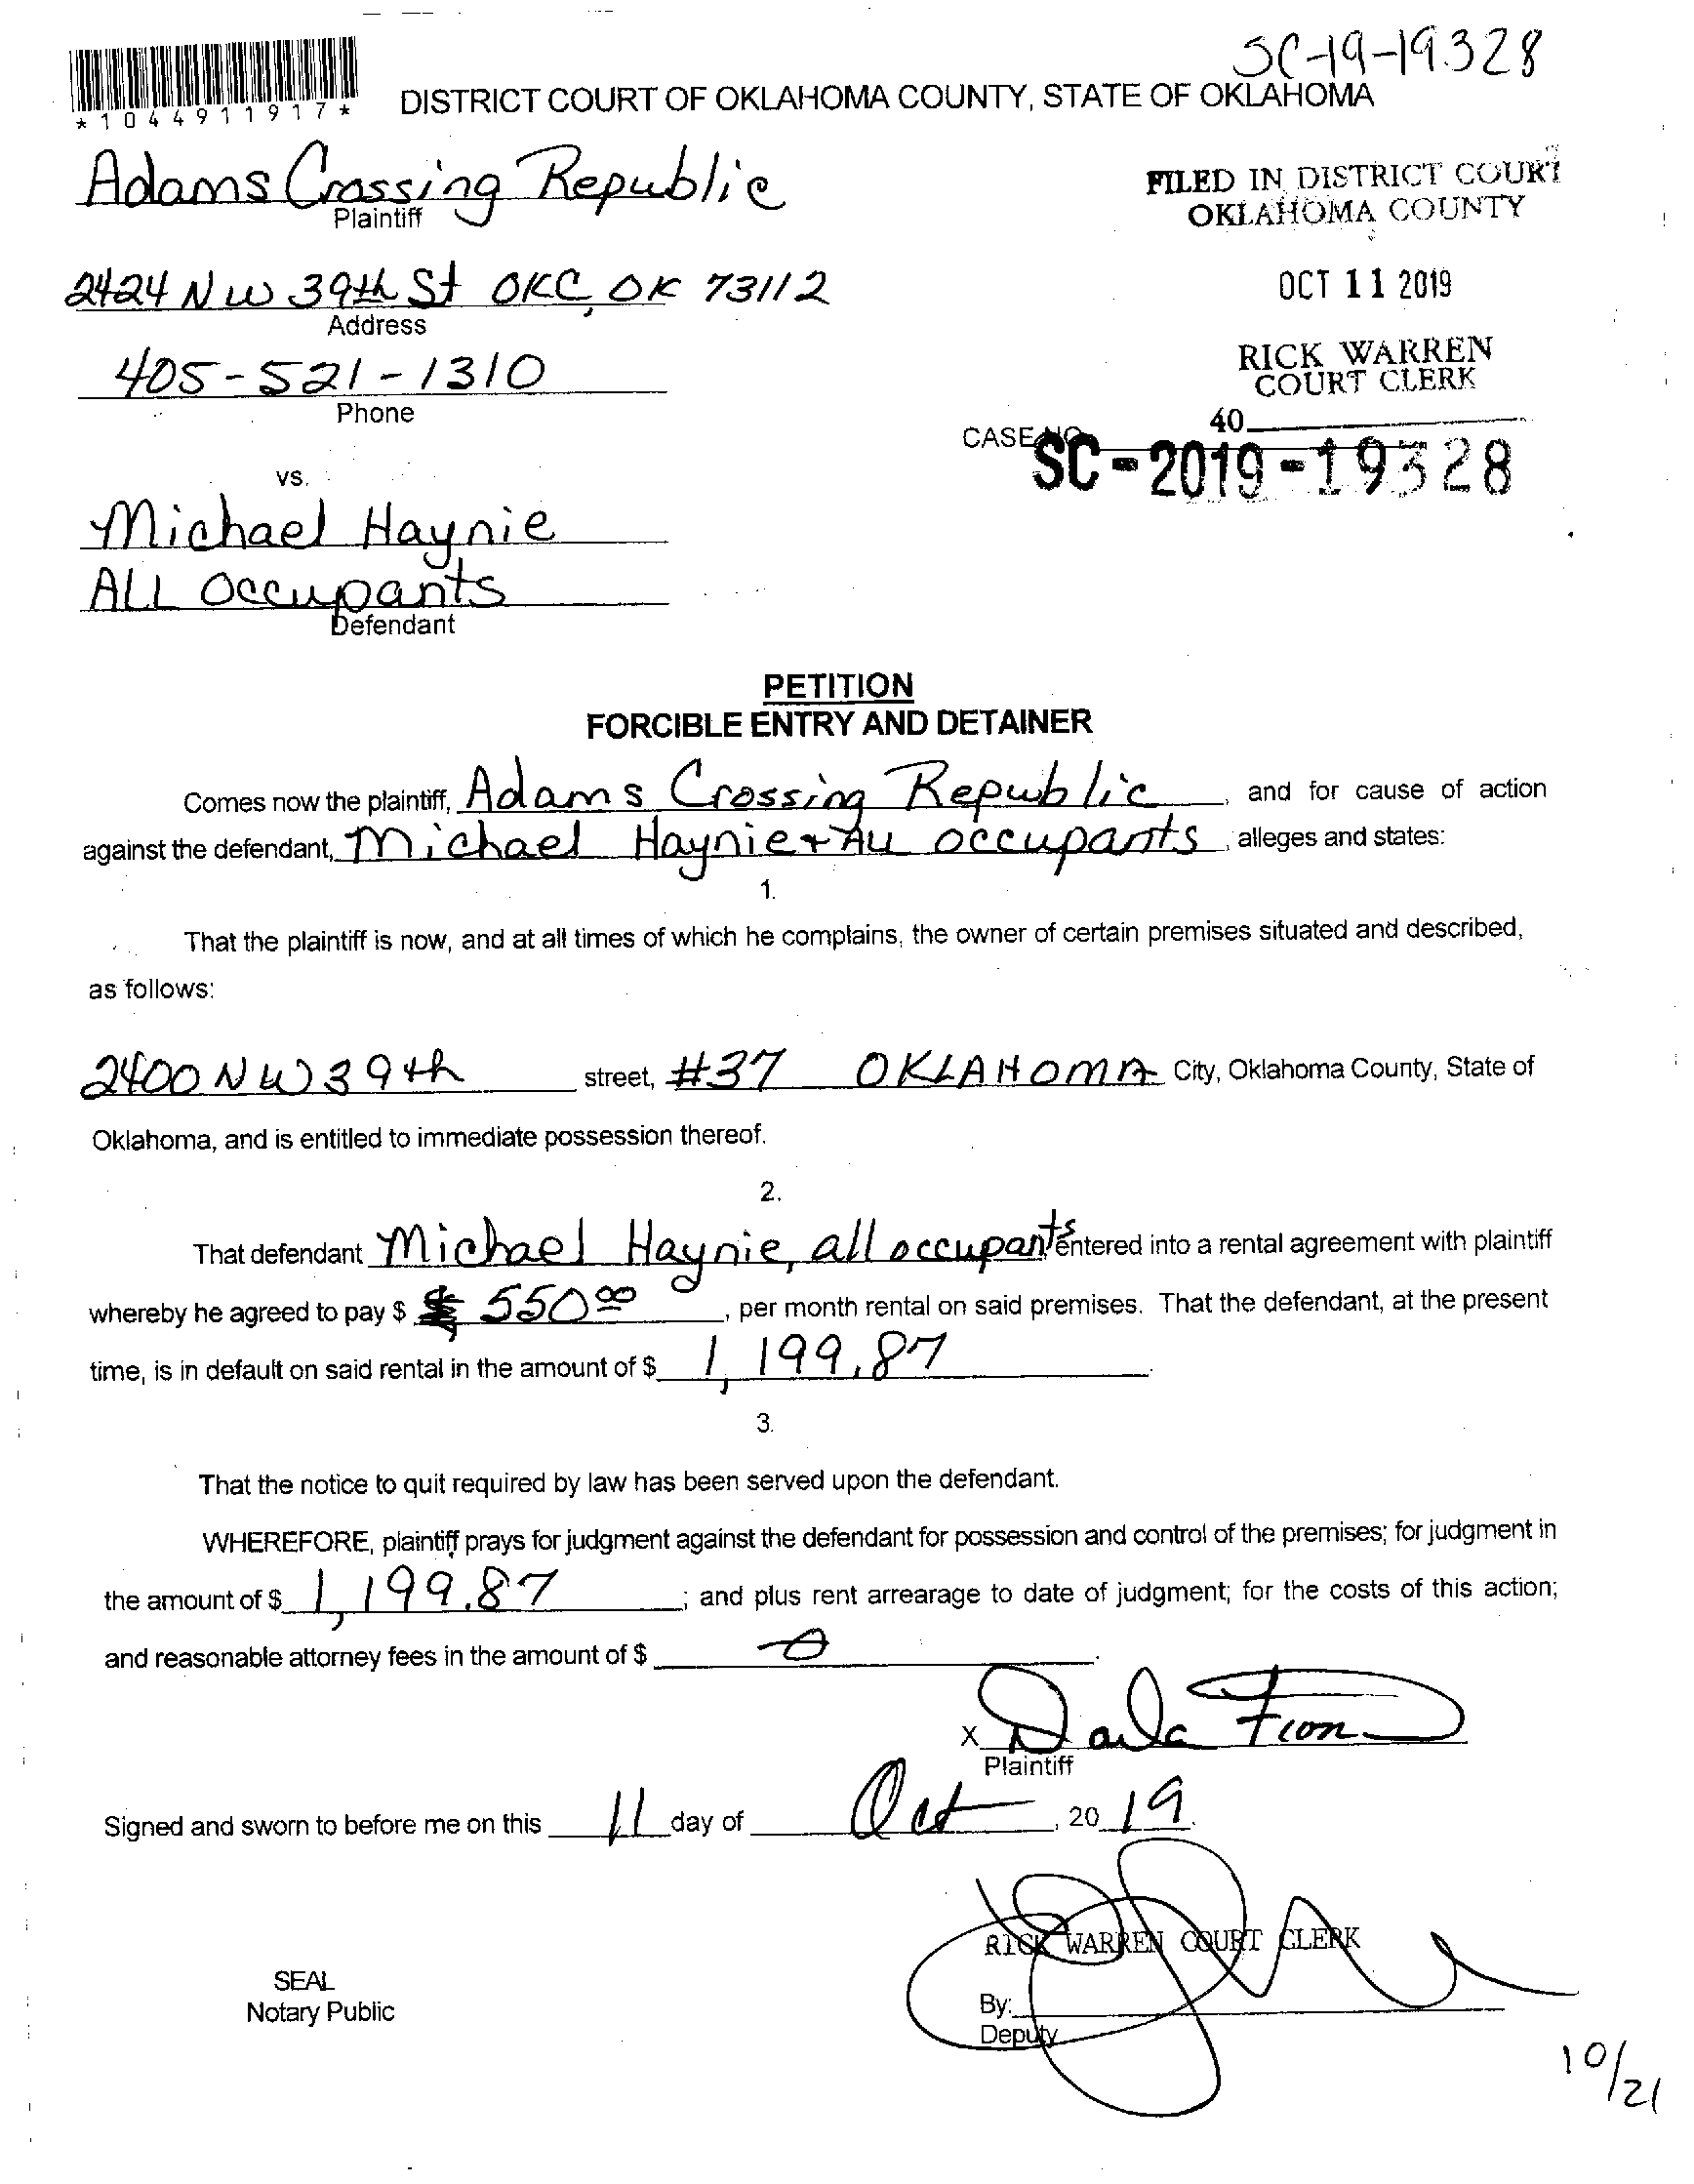 SC-19-19328
*1044911917*
DISTRICT COURT OF OKLAHOMA COUNTY, STATE OF OKLAHOMA
Adams Crossing Republic
Plaintiff
FILED IN DISTRICT COURT
OKLAHOMA COUNTY
2424 NW 39th St OKC, OK 73112
Address
OCT 11 2019
405-521-1310
Phone
RICK WARREN
COURT CLERK
40
CASE NO.
SC-2019-19328
vs.
Michael Haynie
ALL Occupants
Defendant
PETITION
FORCIBLE ENTRY AND DETAINER
Comes now the plaintiff, Adams Crossing Republic, and for cause of action
against the defendant, Michael Haynie + All occupants, alleges and states:
1.
That the plaintiff is now, and at all times of which he complains, the owner of certain premises situated and described,
as follows:
2400 NW 39th street, #37 OKLAHOMA City, Oklahoma County, State of
Oklahoma, and is entitled to immediate possession thereof.
2.
That defendant Michael Haynie, all occupants entered into a rental agreement with plaintiff
whereby he agreed to pay $ 550 00, per month rental on said premises. That the defendant, at the present
time, is in default on said rental in the amount of $ 1,199.87.
3.
That the notice to quit required by law has been served upon the defendant.
WHEREFORE, plaintiff prays for judgment against the defendant for possession and control of the premises; for judgment in
the amount of $ 1,199.87; and plus rent arrearage to date of judgment; for the costs of this action;
and reasonable attorney fees in the amount of $ 0.
X Darla
Plaintiff
Signed and sworn to before me on this 11 day of Oct, 2019.
RICK WARREN COURT CLERK
SEAL
Notary Public
By:
Deputy
10/21